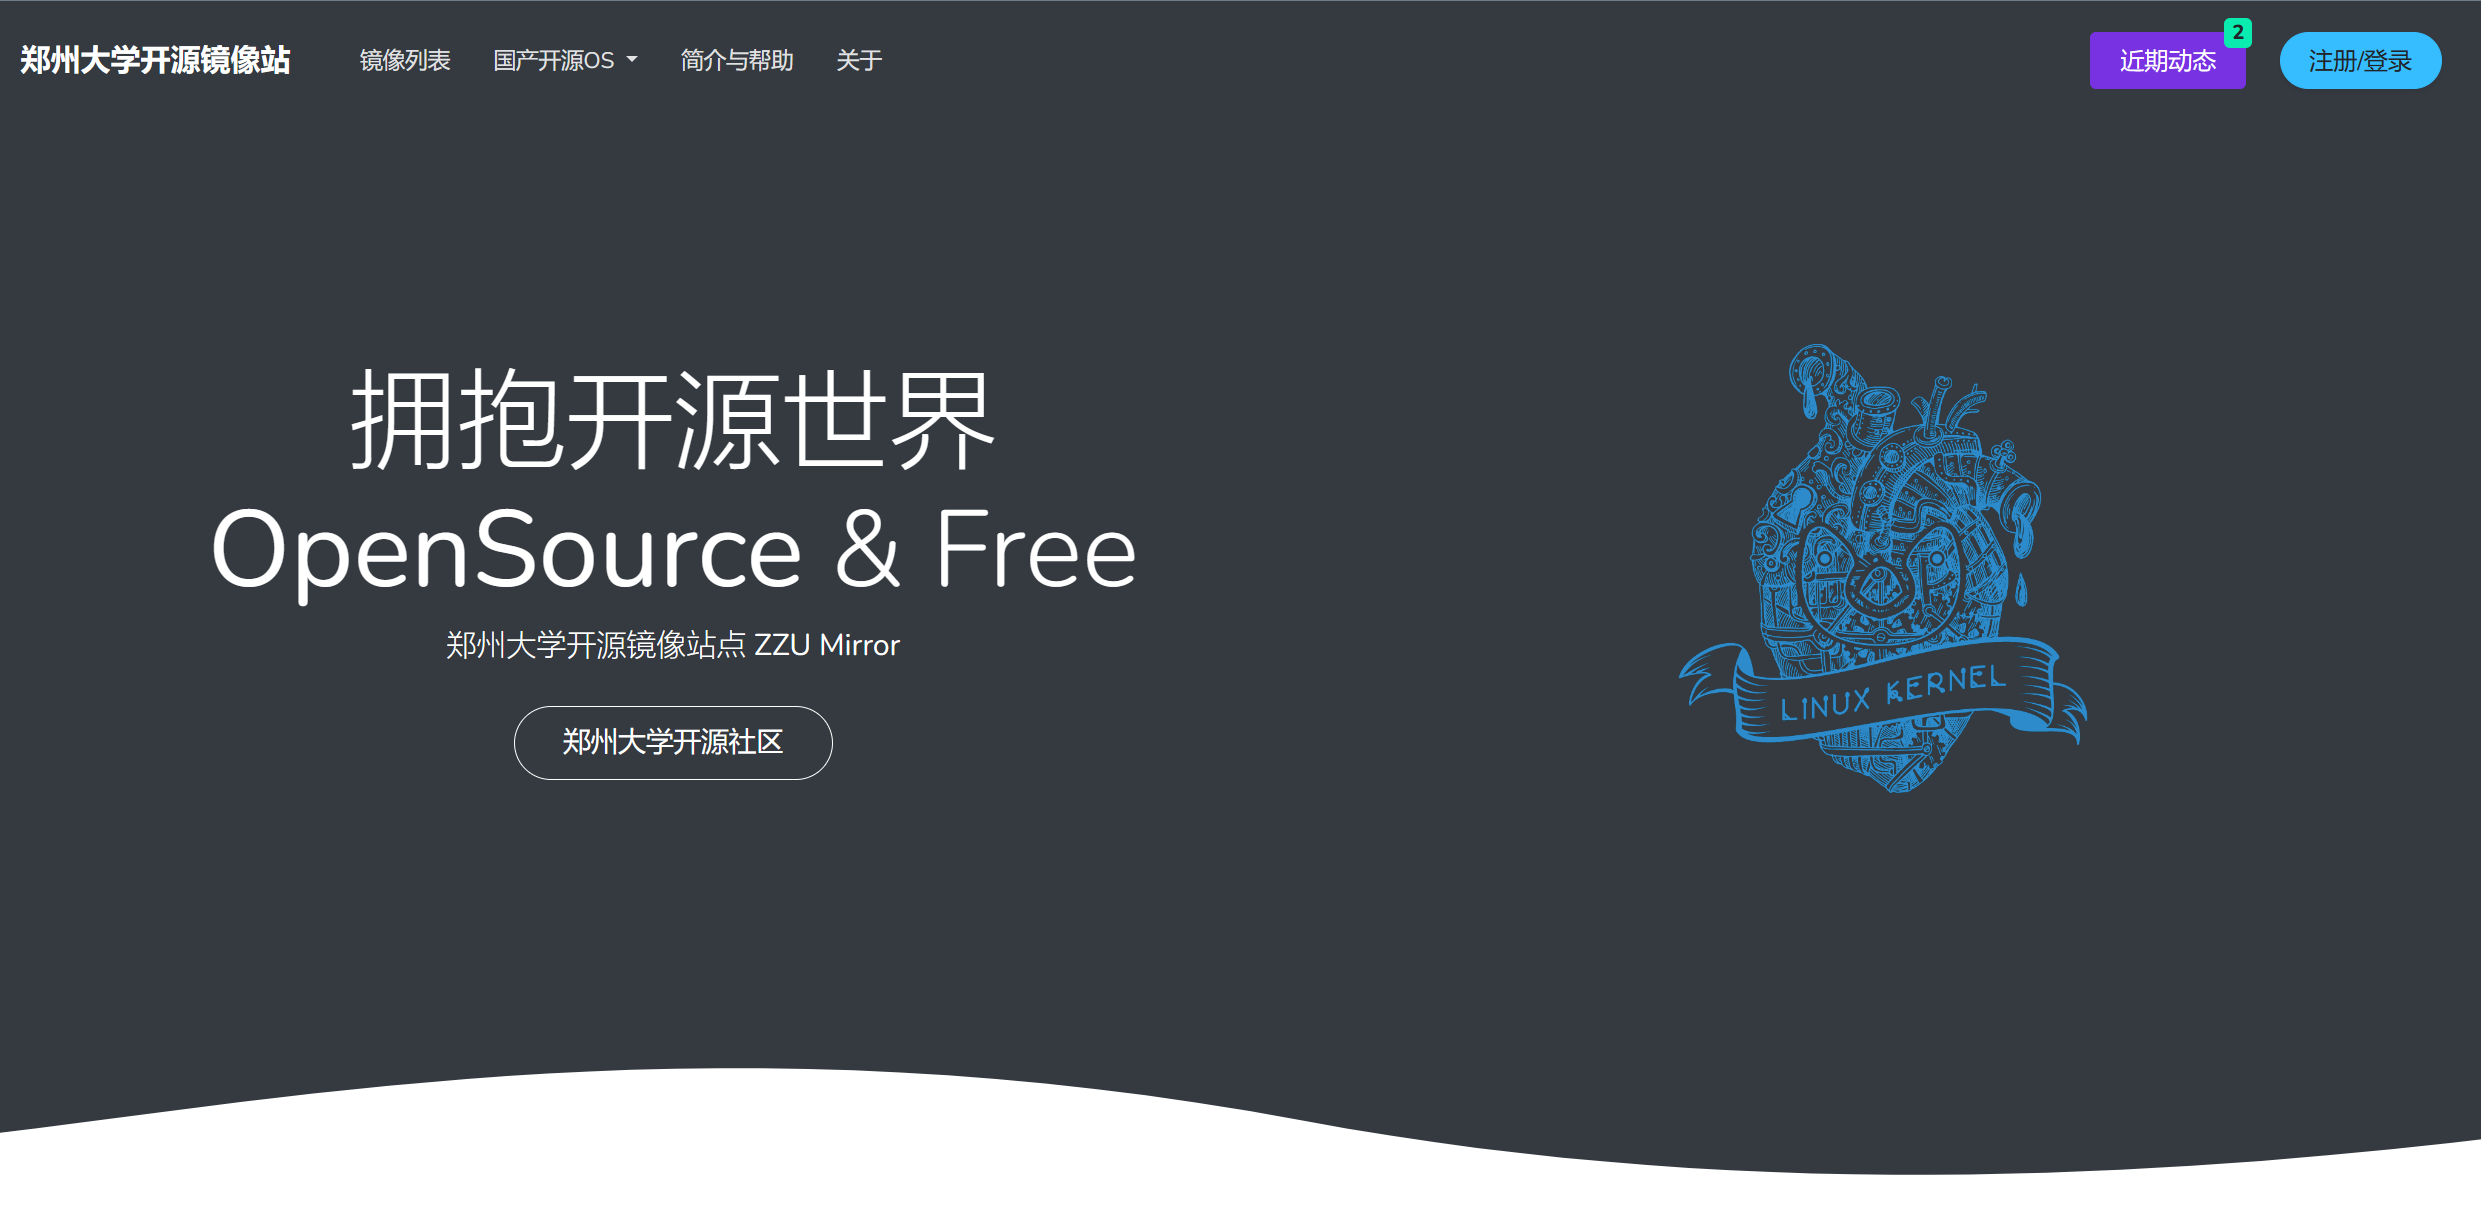 郑州大学开源镜像站 镜像列表 国产开源OS 简介与帮助 关于 近期动态 2 注册/登录
拥抱开源世界
OpenSource & Free
郑州大学开源镜像站点 ZZU Mirror
郑州大学开源社区
LINUX KERNEL